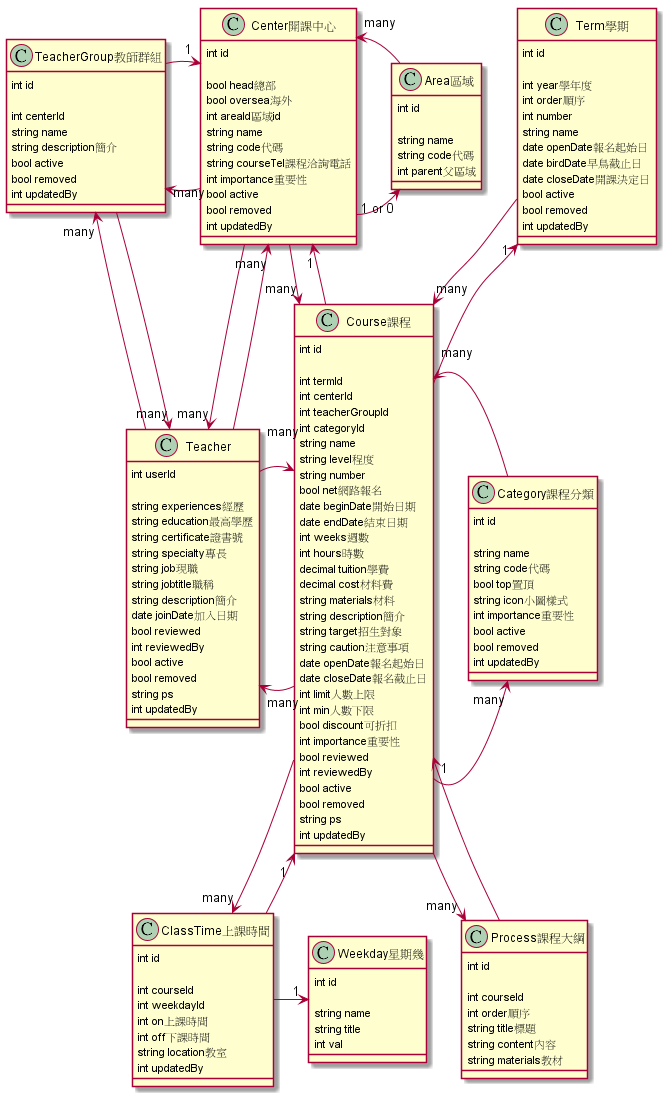 C TeacherGroup教師群組
int id
int centerId
string name
string description簡介
bool active
bool removed
int updatedBy
1
many
C Center開課中心
int id
bool head總部
bool oversea海外
int areaId區域id
string name
string code代碼
string courseTel課程洽詢電話
int importance重要性
bool active
bool removed
int updatedBy
many
1 or 0
C Area區域
int id
string name
string code代碼
int parent父區域
C Term學期
int id
int year學年度
int order順序
int number
string name
date openDate報名起始日
date birdDate早鳥截止日
date closeDate開課決定日
bool active
bool removed
int updatedBy
many
many
many
1
many
1
many
many
many
C Course課程
int id
int termId
int centerId
int teacherGroupId
int categoryId
string name
string level程度
string number
bool net網路報名
date beginDate開始日期
date endDate結束日期
int weeks週數
int hours時數
decimal tuition學費
decimal cost材料費
string materials材料
string description簡介
string target招生對象
string caution注意事項
date openDate報名起始日
date closeDate報名截止日
int limit人數上限
int min人數下限
bool discount可折扣
int importance重要性
bool reviewed
int reviewedBy
bool active
bool removed
string ps
int updatedBy
C Teacher
int userId
string experiences經歷
string education最高學歷
string certificate證書號
string specialty專長
string job現職
string jobtitle職稱
string description簡介
date joinDate加入日期
bool reviewed
int reviewedBy
bool active
bool removed
string ps
int updatedBy
many
many
C Category課程分類
int id
string name
string code代碼
bool top置頂
string icon小圖樣式
int importance重要性
bool active
bool removed
int updatedBy
many
1
many
1
many
C ClassTime上課時間
int id
int courseId
int weekdayId
int on上課時間
int off下課時間
string location教室
int updatedBy
1
C Weekday星期幾
int id
string name
string title
int val
C Process課程大綱
int id
int courseId
int order順序
string title標題
string content內容
string materials教材